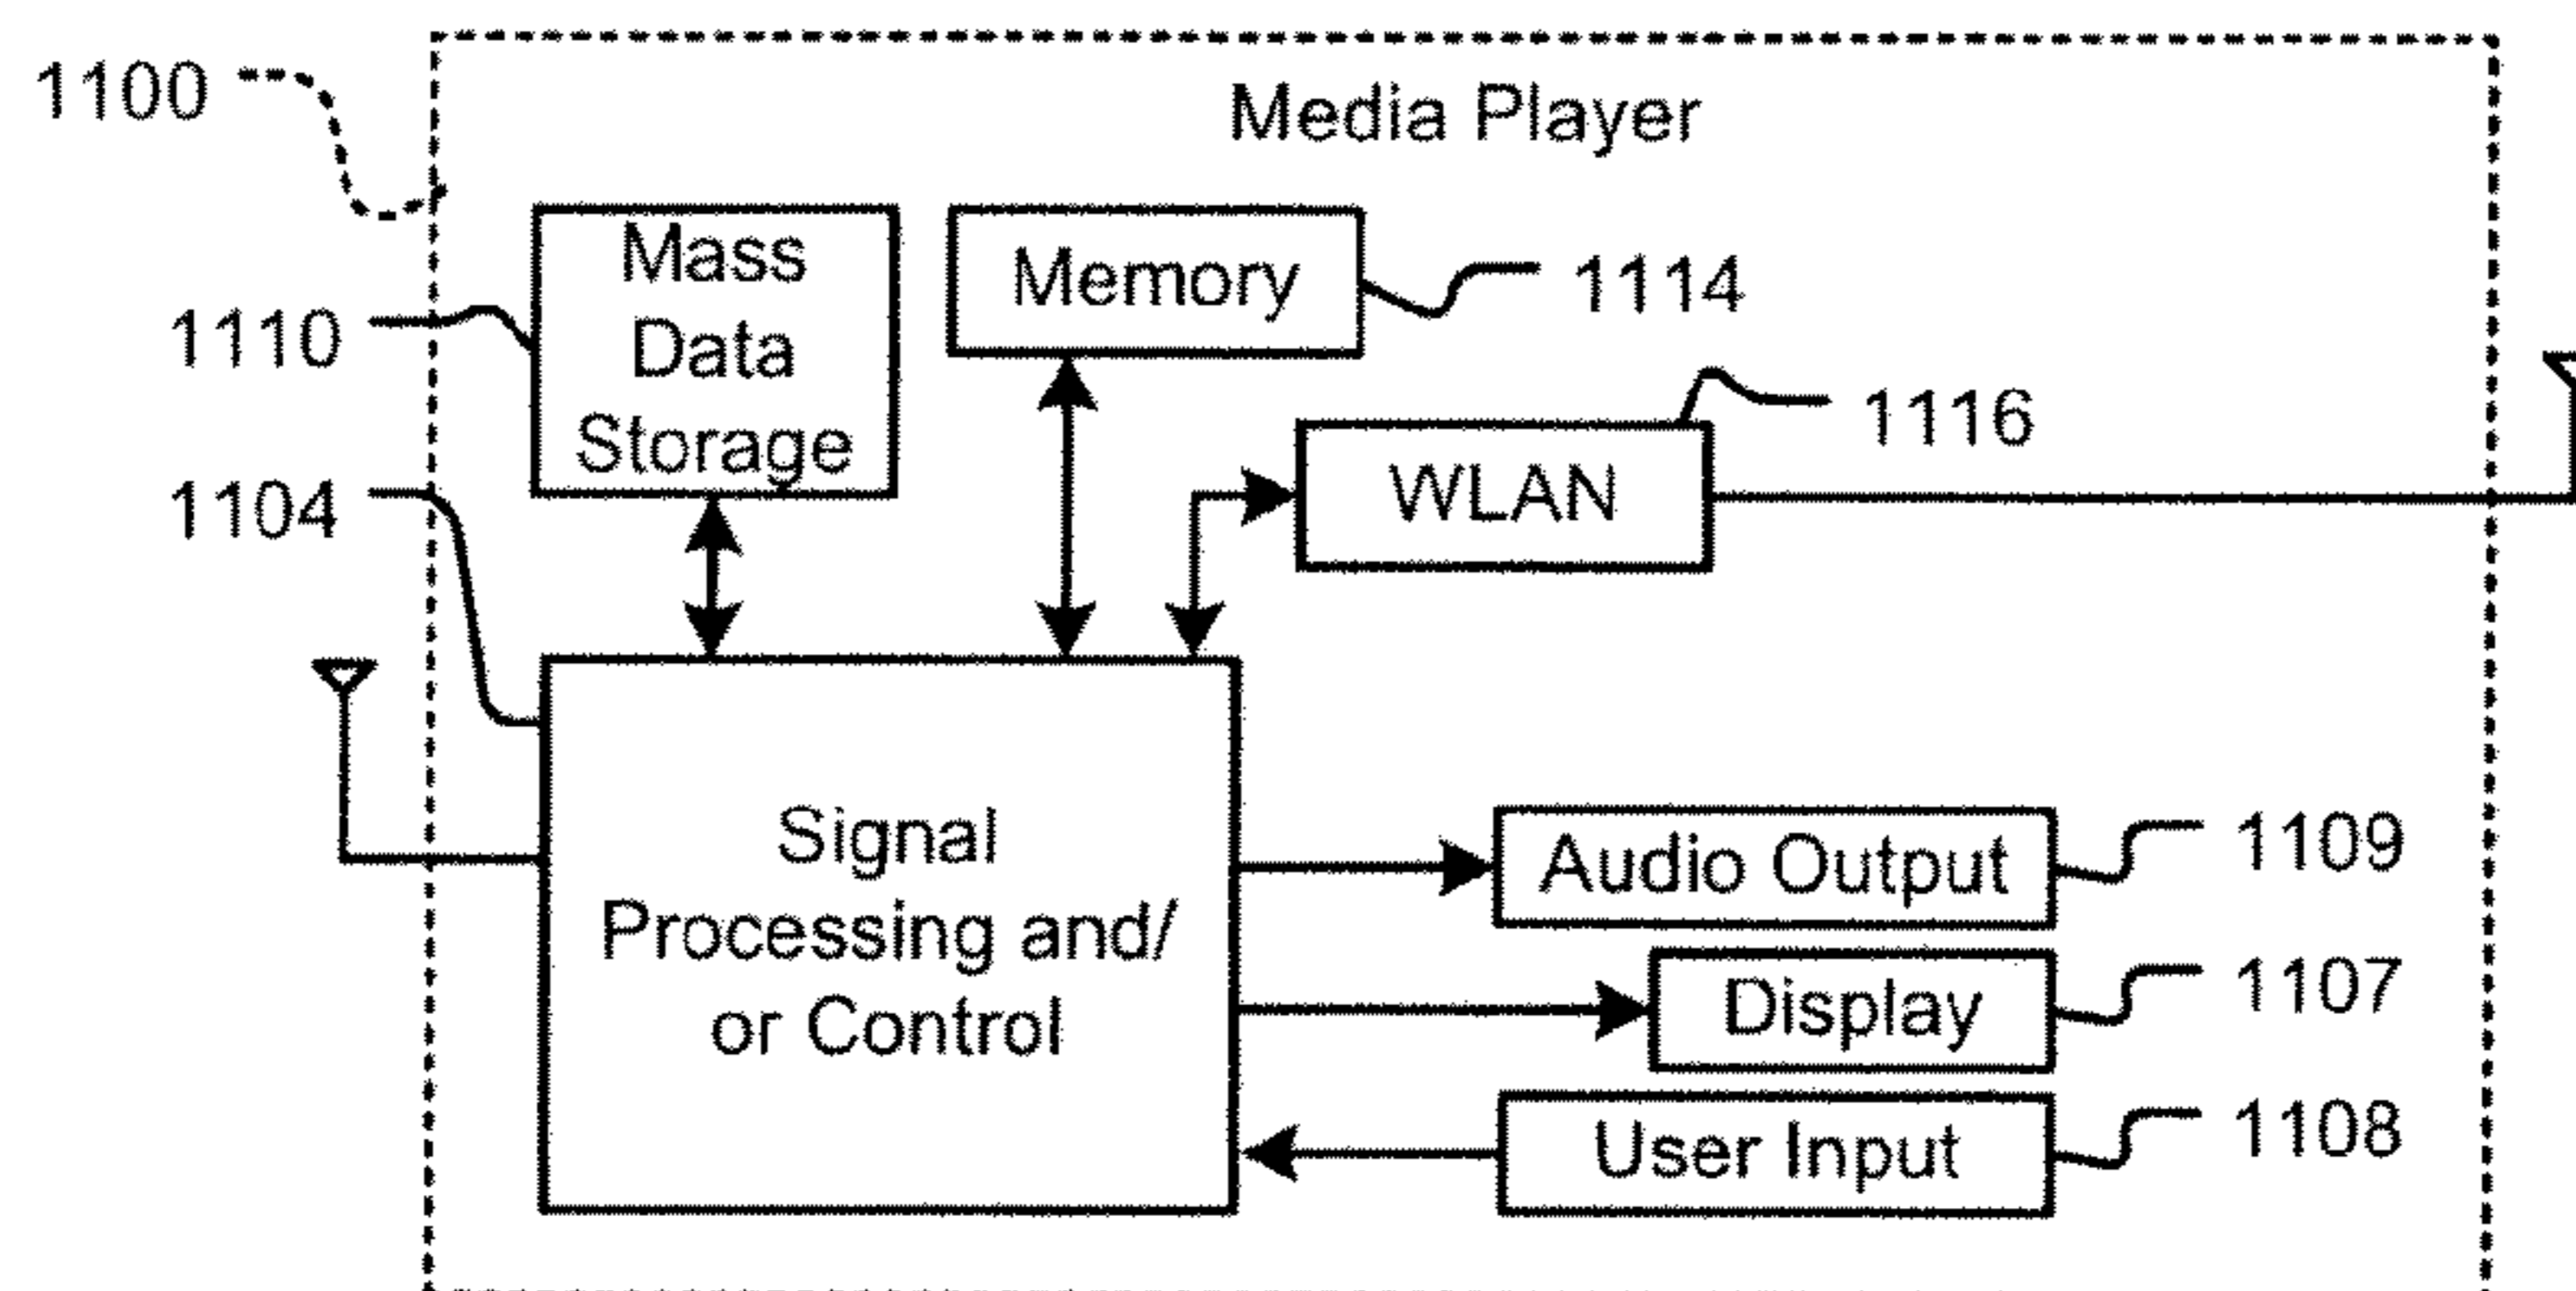 1100
Media Player
Mass
Data
Storage
Memory
1114
1110
1116
WLAN
1104
Signal
Processing and/
or Control
Audio Output
1109
Display
1107
User Input
1108